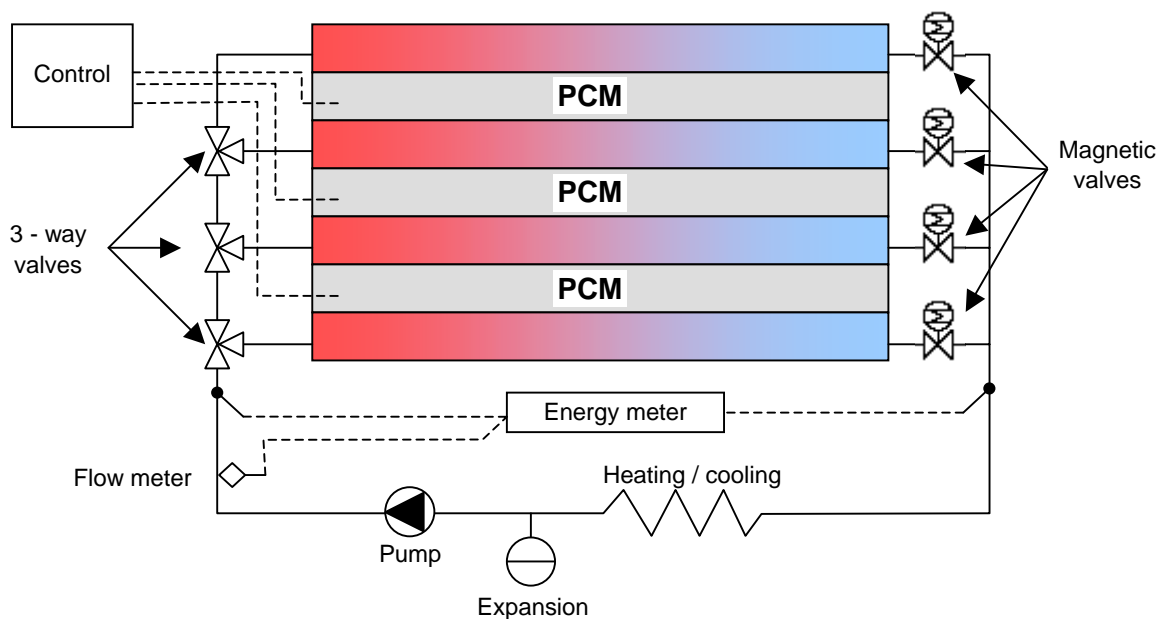 Control
PCM
PCM
PCM
Magnetic
valves
3 - way
valves
Energy meter
Flow meter
Heating / cooling
Pump
Expansion